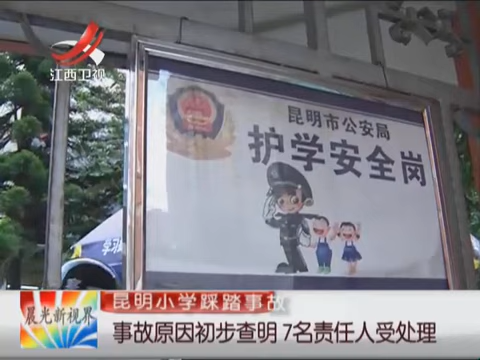 江西卫视
昆明市公安局
护学安全岗
昆明小学踩踏事故
晨光新视界
事故原因初步查明 7名责任人受处理